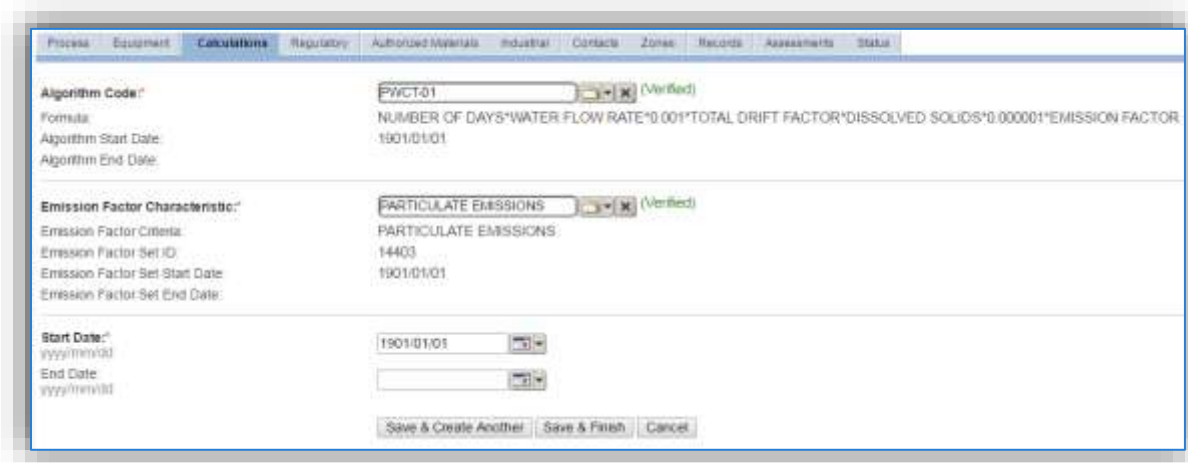 Process Equipment Calculations Regulatory Authorized Materials Industrial Contacts Zones Records Assessments Status
Algorithm Code:* PWCT-01 (Verified)
Formula: NUMBER OF DAYS*WATER FLOW RATE*0.001*TOTAL DRIFT FACTOR*DISSOLVED SOLIDS*0.000001*EMISSION FACTOR
Algorithm Start Date: 1901/01/01
Algorithm End Date:
Emission Factor Characteristic:* PARTICULATE EMISSIONS (Verified)
Emission Factor Criteria: PARTICULATE EMISSIONS
Emission Factor Set ID: 14403
Emission Factor Set Start Date: 1901/01/01
Emission Factor Set End Date:
Start Date:* 1901/01/01
yyyy/mm/dd
End Date:
yyyy/mm/dd
Save & Create Another Save & Finish Cancel